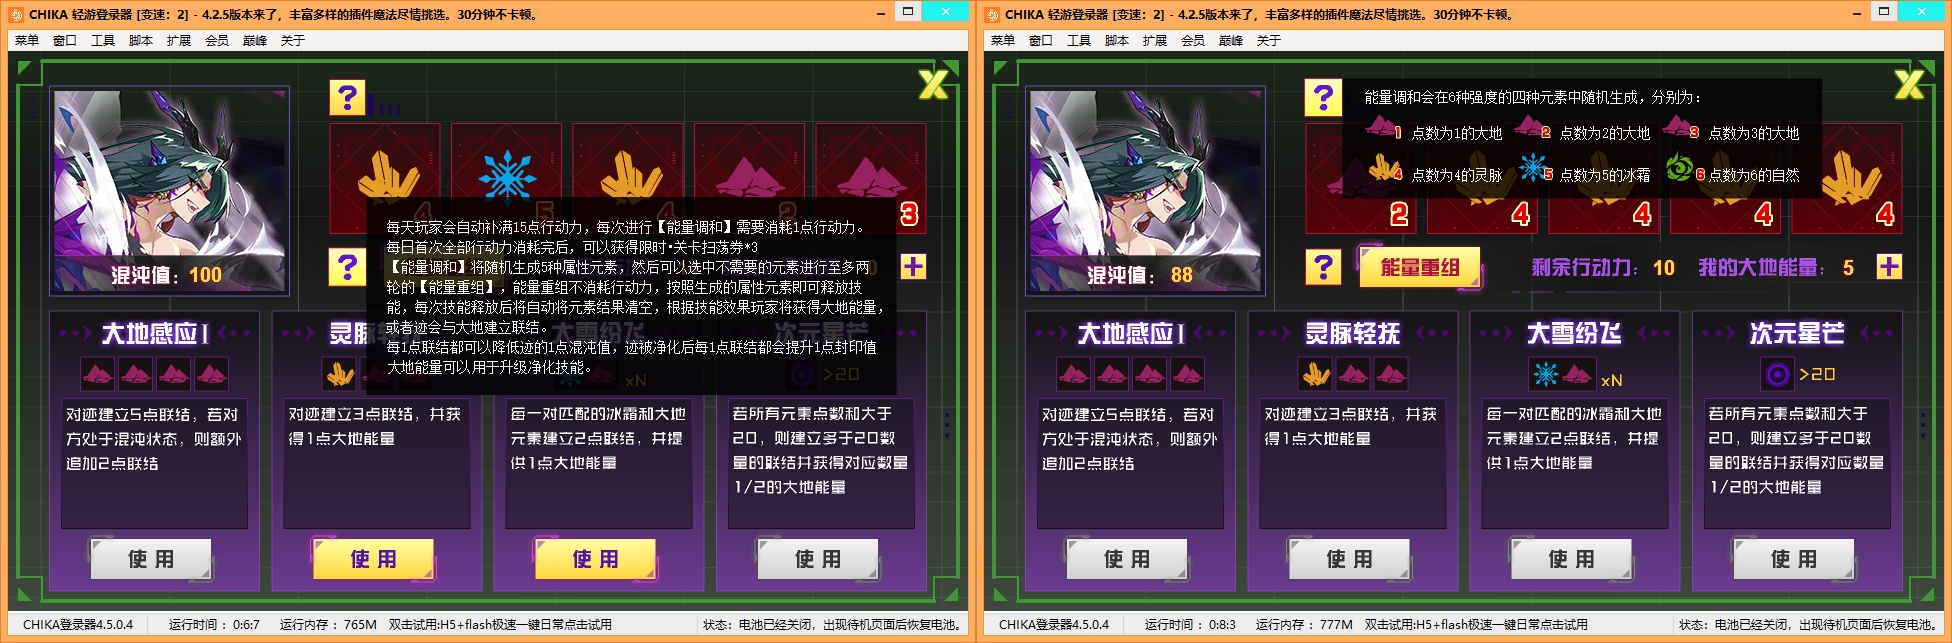 CHIKA 轻游登录器 [变速：2] - 4.2.5版本来了，丰富多样的插件魔法尽情挑选。30分钟不卡顿。
菜单 窗口 工具 脚本 扩展 会员 巅峰 关于
X
?
混沌值：100
3
每天玩家会自动补满15点行动力，每次进行【能量调和】需要消耗1点行动力。
每日首次全部行动力消耗完后，可以获得限时·关卡扫荡券*3
【能量调和】将随机生成5种属性元素，然后可以选中不需要的元素进行至多两
轮的【能量重组】，能量重组不消耗行动力，按照生成的属性元素即可释放技
能，每次技能释放后将自动将元素结果清空，根据技能效果玩家将获得大地能量，
或者迹会与大地建立联结。
每1点联结都可以降低迹的1点混沌值，迹被净化后每1点联结都会提升1点封印值
大地能量可以用于升级净化技能。
?
+
大地感应I
对迹建立5点联结，若对
方处于混沌状态，则额外
追加2点联结
使用
灵脉轻抚
对迹建立3点联结，并获
得1点大地能量
使用
大雪纷飞
xN
每一对匹配的冰霜和大地
元素建立2点联结，并提
供1点大地能量
使用
次元星芒
>20
若所有元素点数和大于
20，则建立多于20数
量的联结并获得对应数量
1/2的大地能量
使用
CHIKA登录器4.5.0.4 运行时间 ：0:6:7 运行内存 ：765M 双击试用:H5+flash极速一键日常点击试用 状态：电池已经关闭，出现待机页面后恢复电池。
CHIKA 轻游登录器 [变速：2] - 4.2.5版本来了，丰富多样的插件魔法尽情挑选。30分钟不卡顿。
菜单 窗口 工具 脚本 扩展 会员 巅峰 关于
X
?
能量调和会在6种强度的四种元素中随机生成，分别为：
1 点数为1的大地 2 点数为2的大地 3 点数为3的大地
4 点数为4的灵脉 5 点数为5的冰霜 6 点数为6的自然
2 4 4 4 4
混沌值：88
?
能量重组 剩余行动力：10 我的大地能量：5 +
大地感应I
对迹建立5点联结，若对
方处于混沌状态，则额外
追加2点联结
使用
灵脉轻抚
对迹建立3点联结，并获
得1点大地能量
使用
大雪纷飞
xN
每一对匹配的冰霜和大地
元素建立2点联结，并提
供1点大地能量
使用
次元星芒
>20
若所有元素点数和大于
20，则建立多于20数
量的联结并获得对应数量
1/2的大地能量
使用
CHIKA登录器4.5.0.4 运行时间 ：0:8:3 运行内存 ：777M 双击试用:H5+flash极速一键日常点击试用 状态：电池已经关闭，出现待机页面后恢复电池。